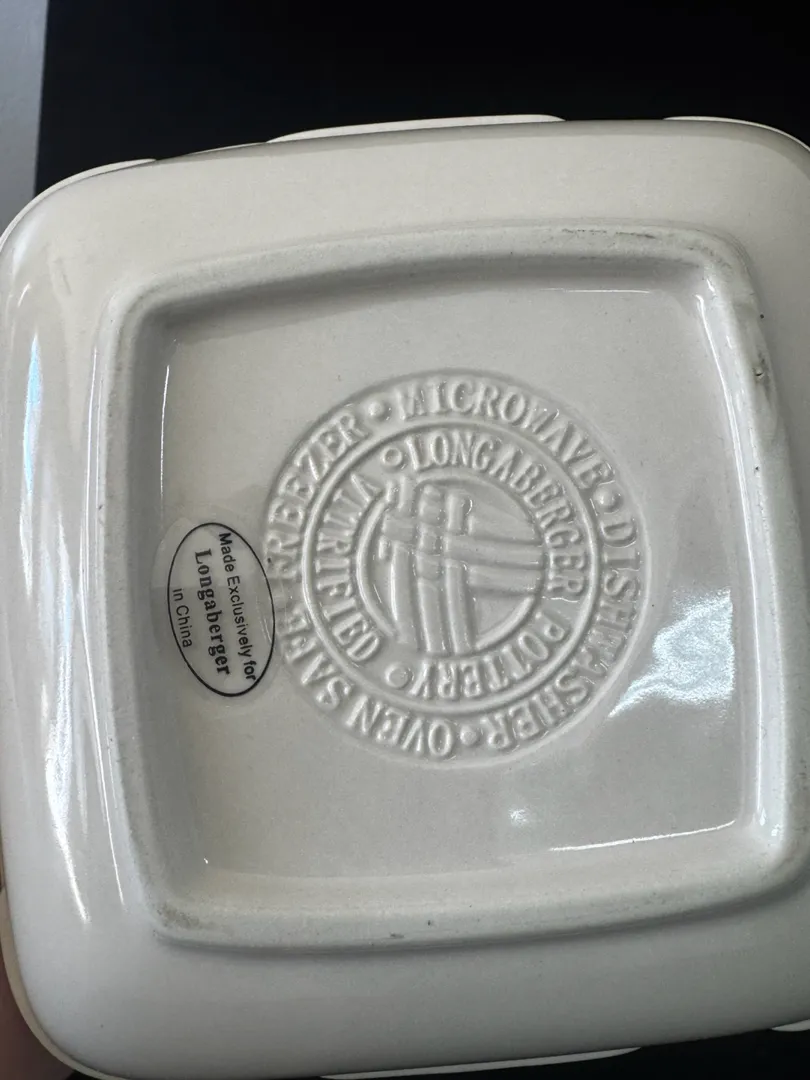 FREEZER • MICROWAVE • DISHWASHER • OVEN SAFE
LONGABERGER POTTERY
VITRIFIED
Made Exclusively for
Longaberger
in China